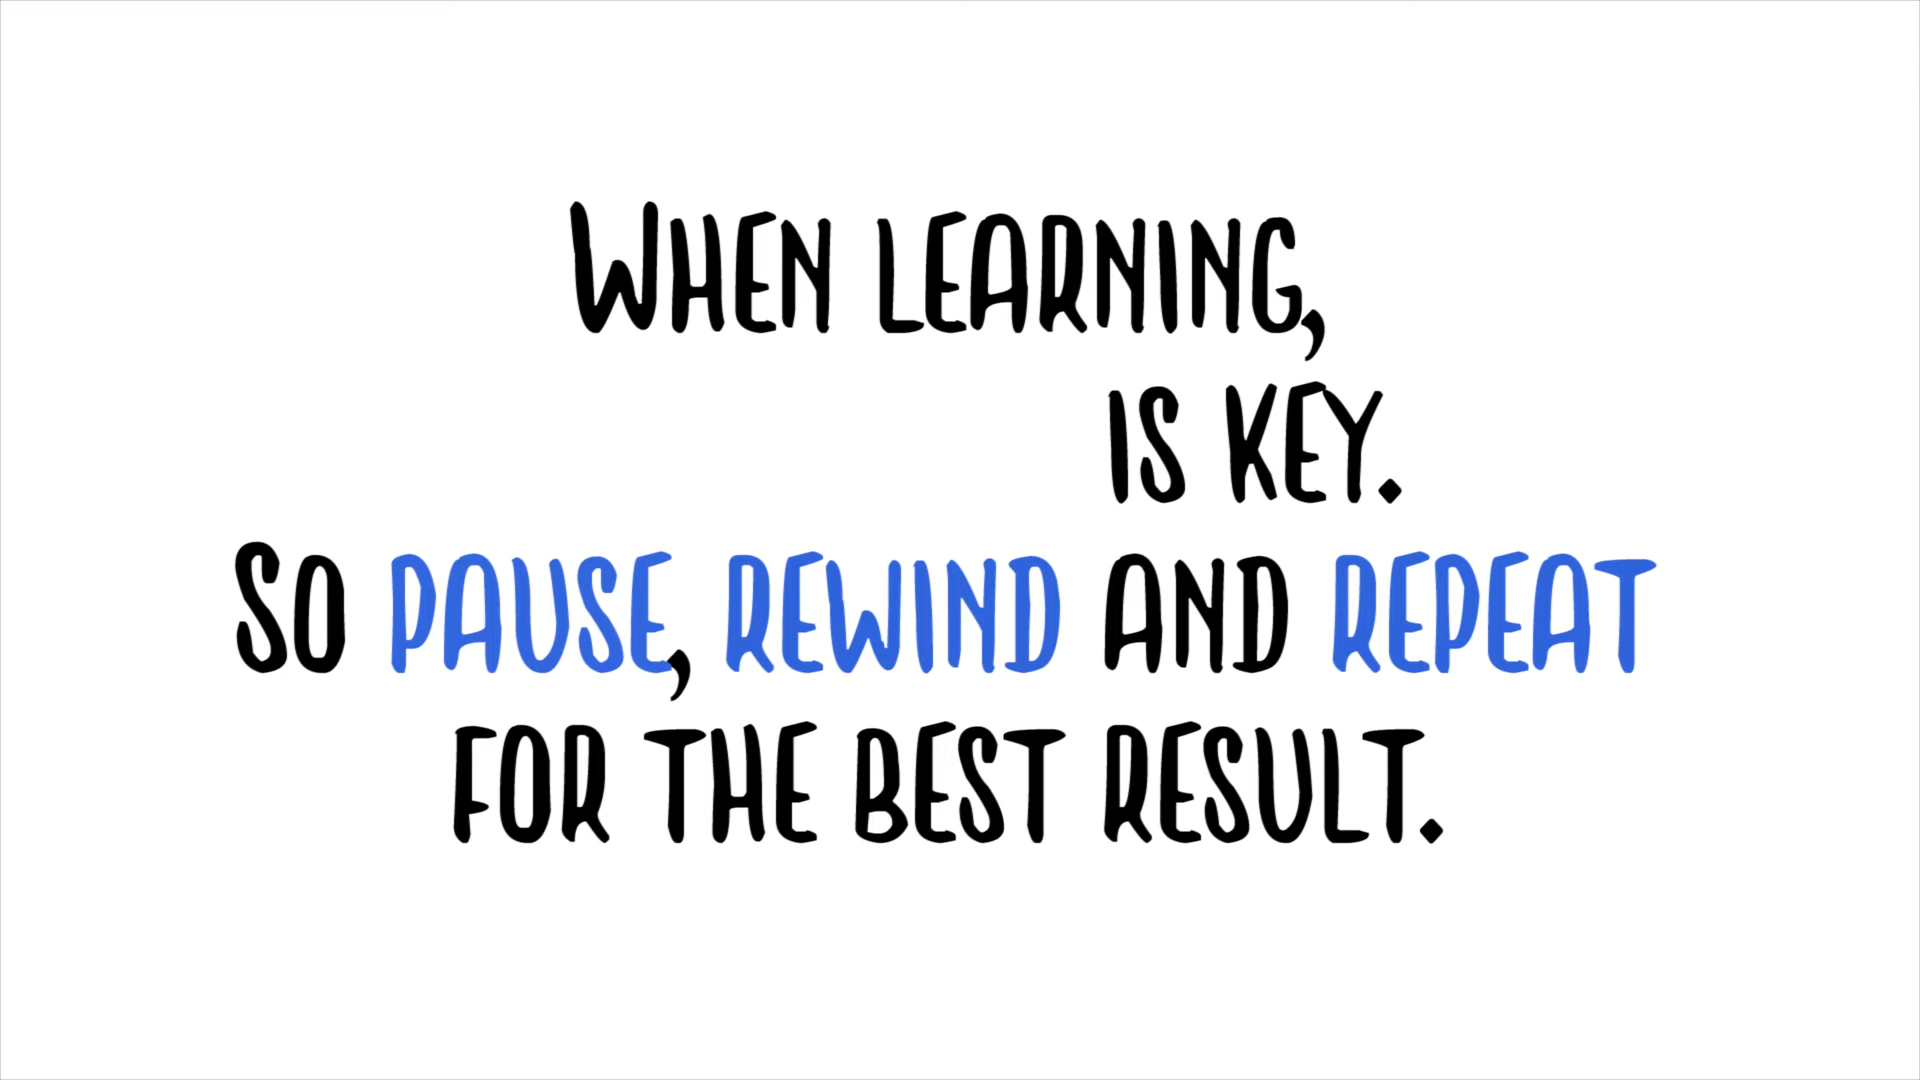 When learning,
is key.
So pause, rewind and repeat
for the best result.